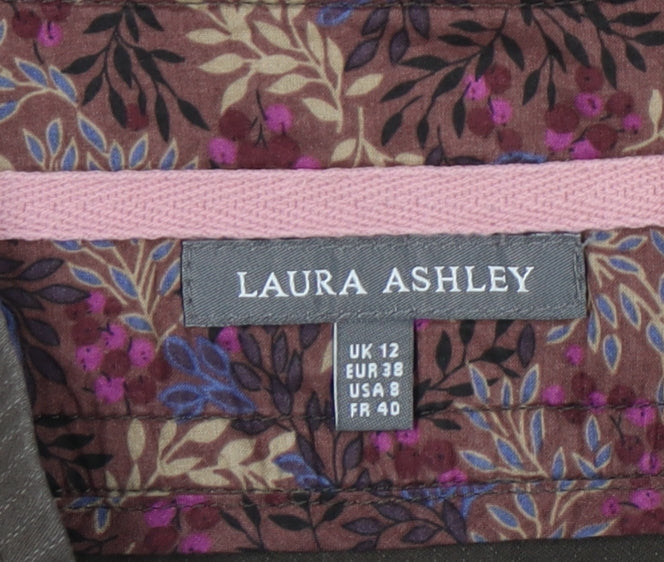 LAURA ASHLEY
UK 12
EUR 38
USA 8
FR 40